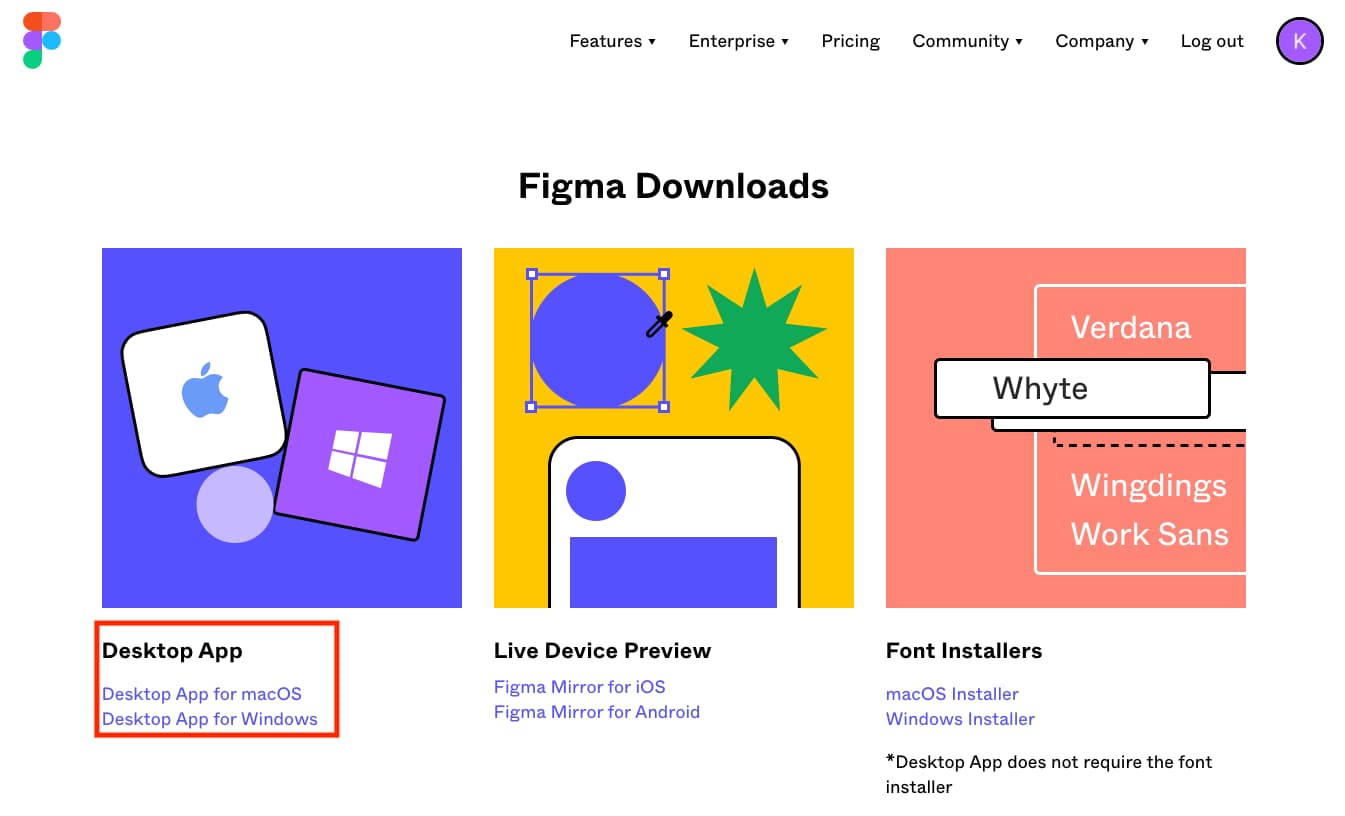 Features ▾ Enterprise ▾ Pricing Community ▾ Company ▾ Log out K
Figma Downloads
Verdana
Whyte
Wingdings
Work Sans
Desktop App
Desktop App for macOS
Desktop App for Windows
Live Device Preview
Figma Mirror for iOS
Figma Mirror for Android
Font Installers
macOS Installer
Windows Installer
*Desktop App does not require the font
installer